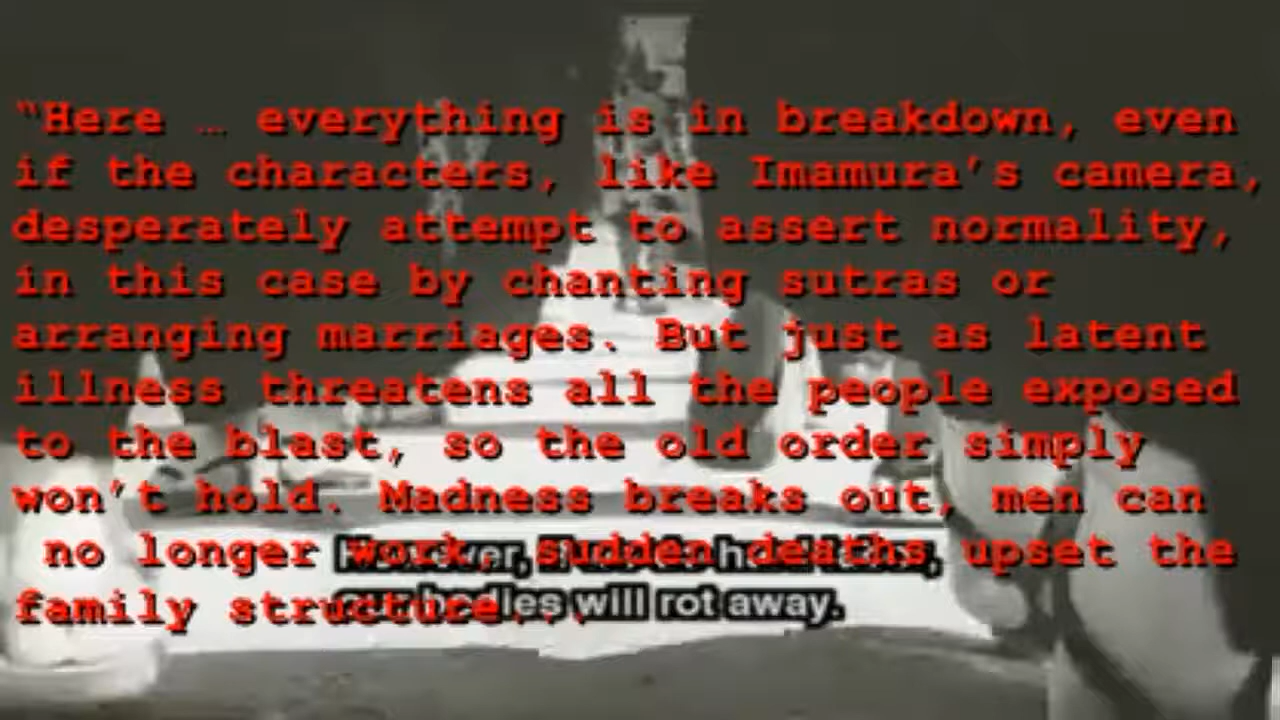 “Here … everything is in breakdown, even
if the characters, like Imamura’s camera,
desperately attempt to assert normality,
in this case by chanting sutras or
arranging marriages. But just as latent
illness threatens all the people exposed
to the blast, so the old order simply
won’t hold. Madness breaks out, men can
no longer work, sudden deaths upset the
family structure...
However,
our bodies will rot away.